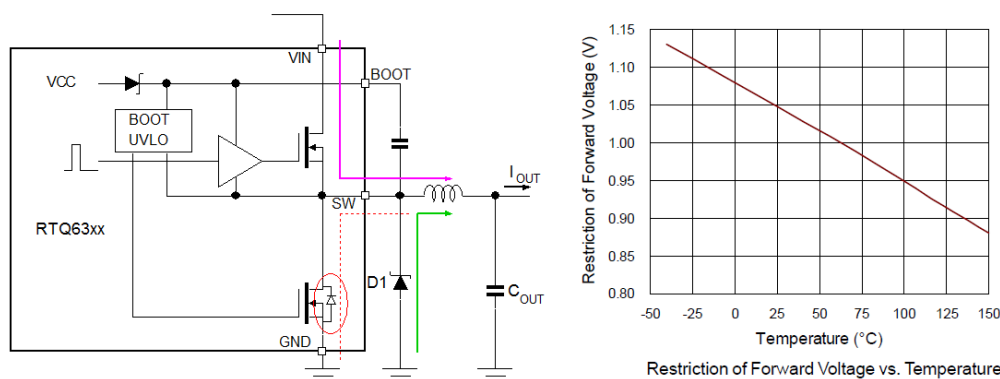 VIN
VCC
BOOT
BOOT
UVLO
SW
I OUT
RTQ63xx
D1
C OUT
GND
Restriction of Forward Voltage (V)
1.15
1.10
1.05
1.00
0.95
0.90
0.85
0.80
-50 -25 0 25 50 75 100 125 150
Temperature (°C)
Restriction of Forward Voltage vs. Temperature